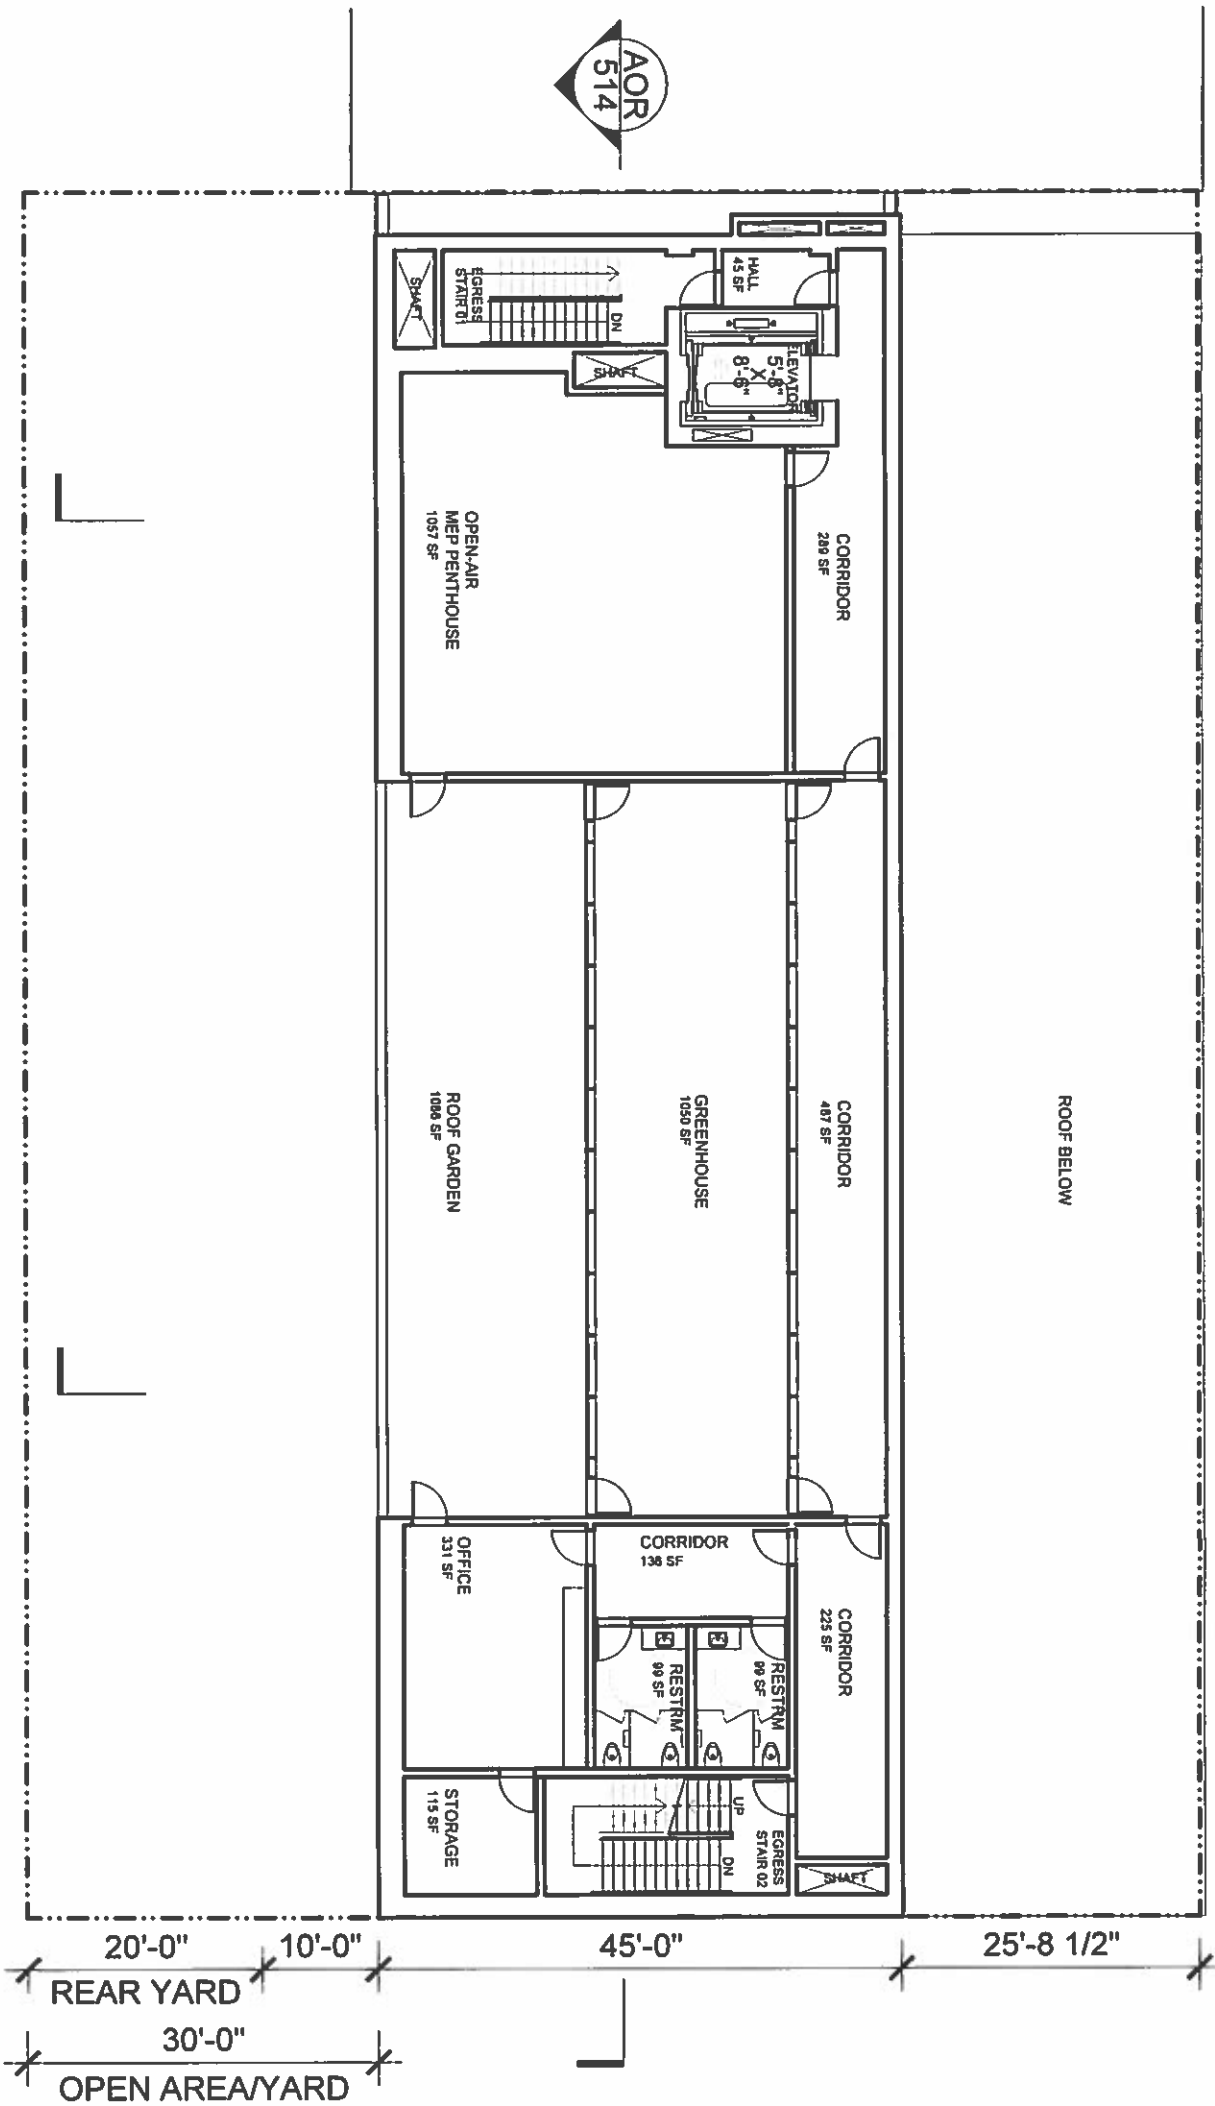 AOR
514
HALL
45 SF
EGRESS
STAIR 01
DN
SHAFT
SHAFT
ELEVATOR
5'-8"
X
8'-6"
OPEN-AIR
MEP PENTHOUSE
1057 SF
CORRIDOR
289 SF
ROOF GARDEN
1086 SF
GREENHOUSE
1050 SF
CORRIDOR
487 SF
ROOF BELOW
OFFICE
331 SF
CORRIDOR
136 SF
CORRIDOR
225 SF
RESTRM
99 SF
RESTRM
99 SF
STORAGE
115 SF
UP
DN
EGRESS
STAIR 02
SHAFT
20'-0" 10'-0" 45'-0" 25'-8 1/2"
REAR YARD
30'-0"
OPEN AREA/YARD